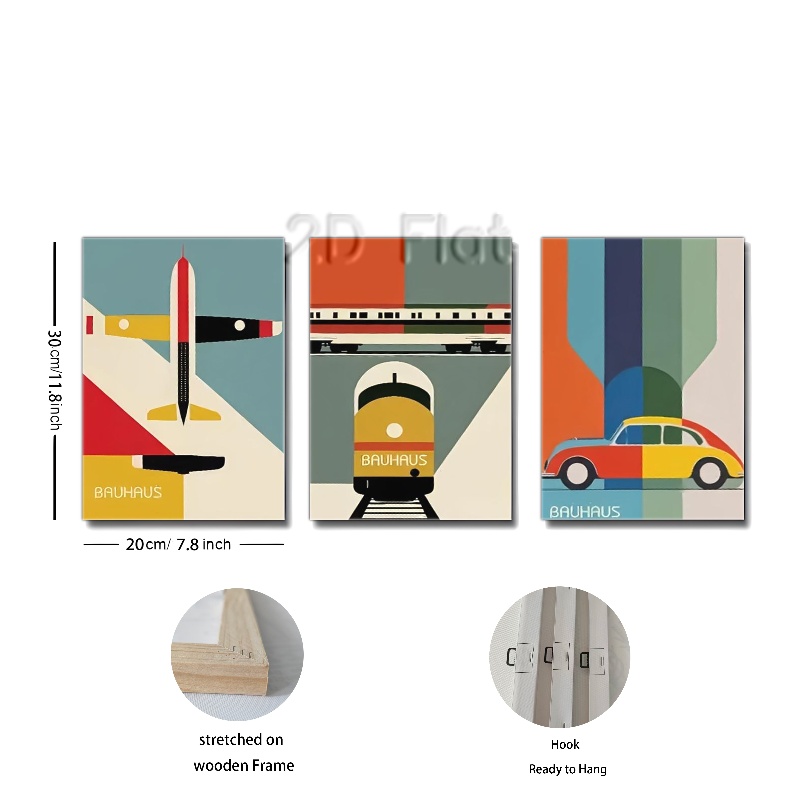 2D Flat
30cm/11.8inch
BAUHAUS
BAUHAUS
BAUHAUS
20cm/ 7.8 inch
stretched on
wooden Frame
Hook
Ready to Hang